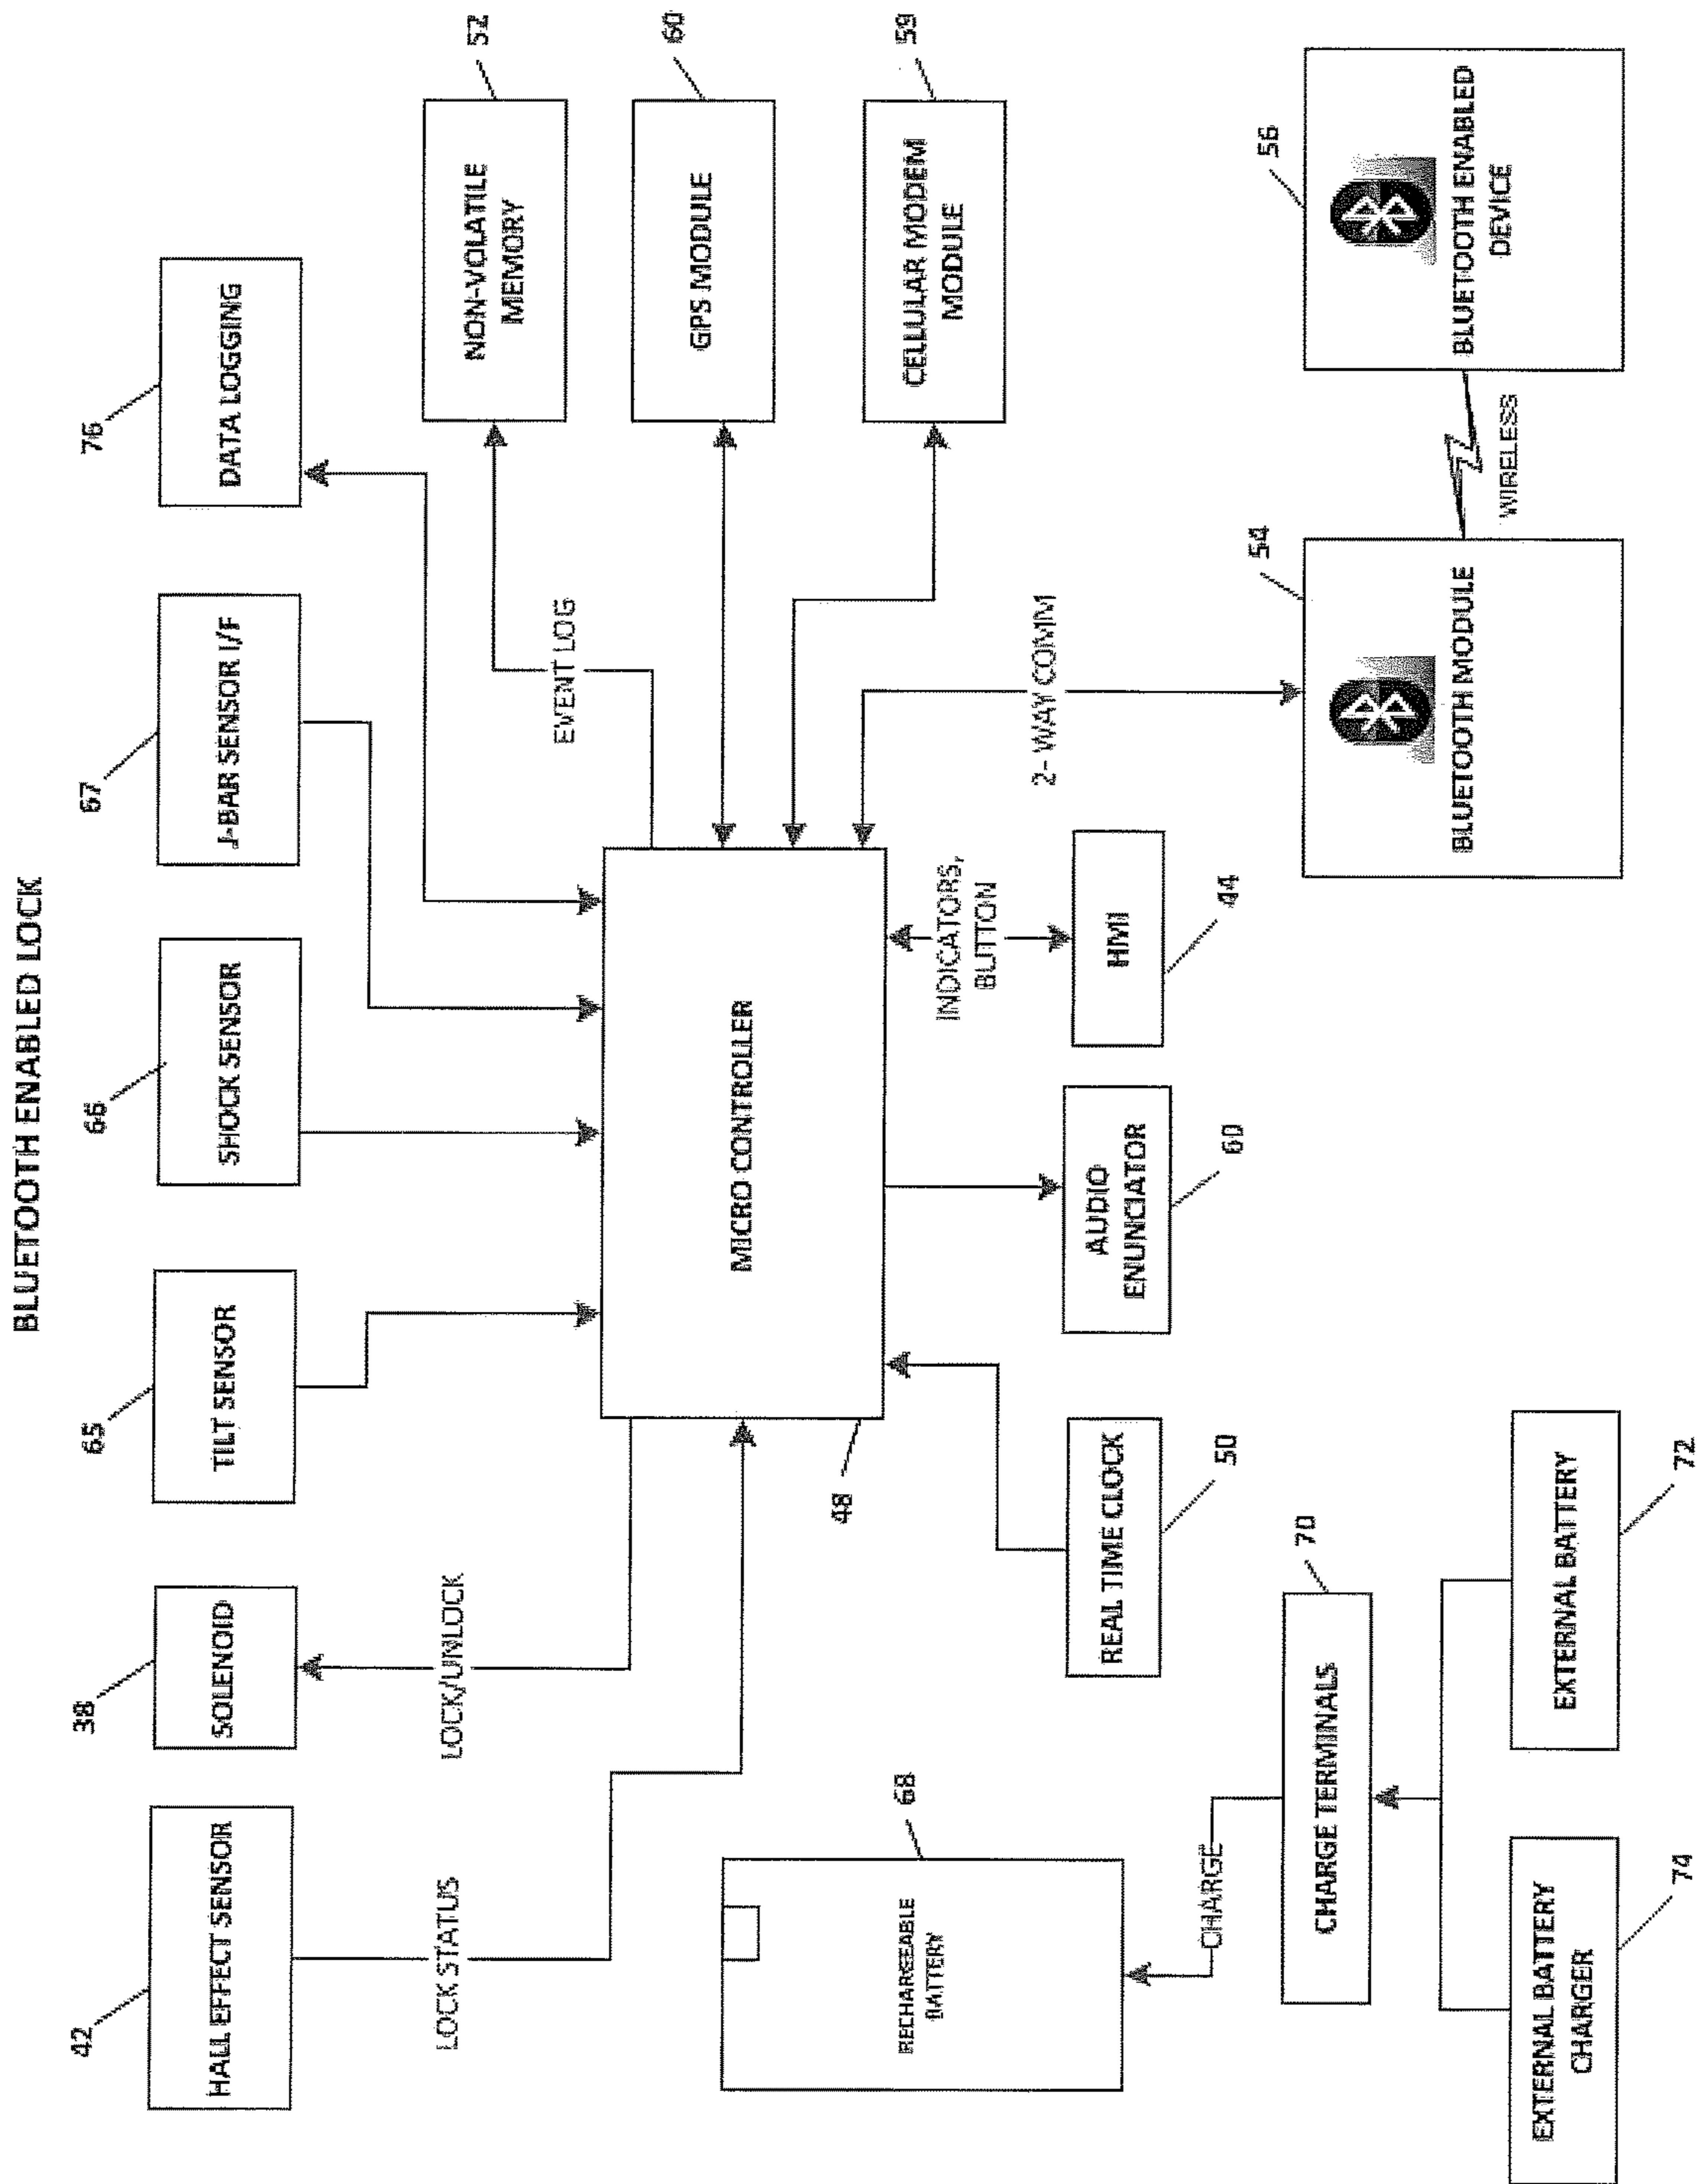 BLUETOOTH ENABLED LOCK
42
38
65
66
67
76
HALL EFFECT SENSOR
SOLENOID
TILT SENSOR
SHOCK SENSOR
J-BAR SENSOR I/F
DATA LOGGING
52
NON-VOLATILE
MEMORY
LOCK STATUS
LOCK/UNLOCK
EVENT LOG
60
GPS MODULE
MICRO CONTROLLER
48
59
CELLULAR MODEM
MODULE
68
RECHARGEABLE
BATTERY
INDICATORS,
BUTTON
2- WAY COMM
REAL TIME CLOCK
50
AUDIO
ENUNCIATOR
60
HMI
44
CHARGE
70
CHARGE TERMINALS
54
BLUETOOTH MODULE
WIRELESS
56
BLUETOOTH ENABLED
DEVICE
EXTERNAL BATTERY
CHARGER
74
EXTERNAL BATTERY
72